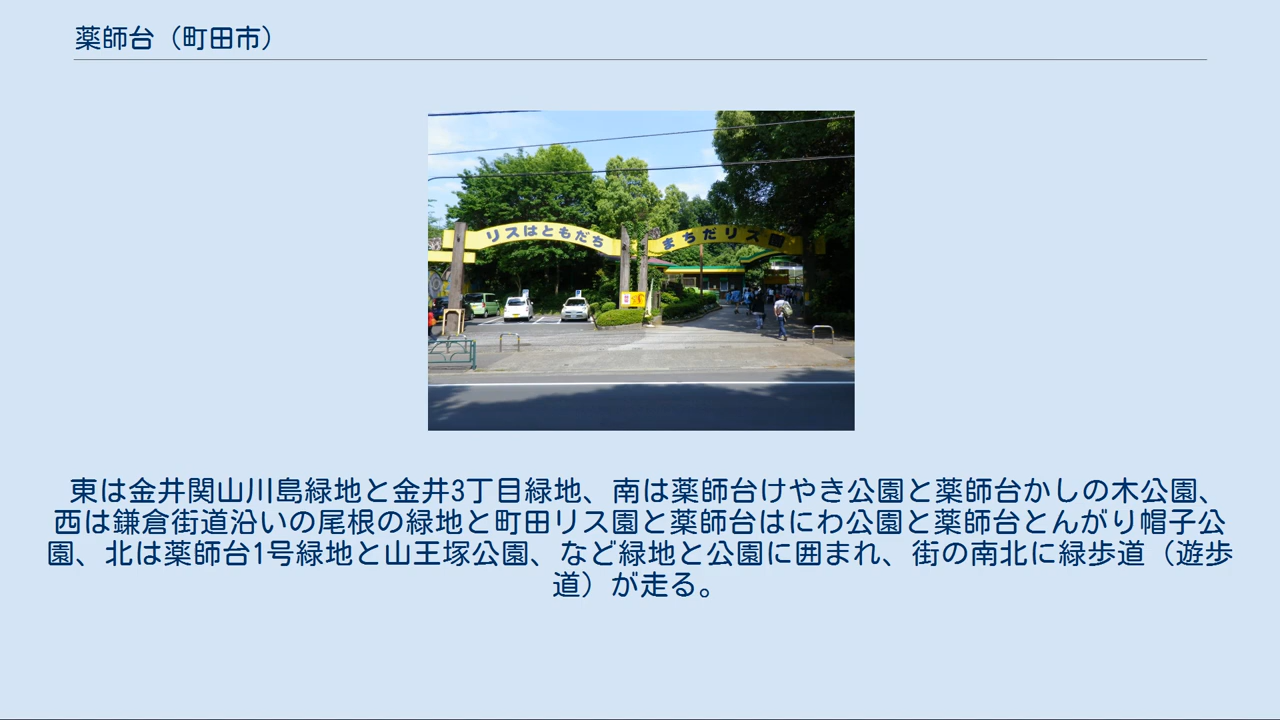 薬師台（町田市）
リスはともだち
まちだリス園
東は金井関山川島緑地と金井3丁目緑地、南は薬師台けやき公園と薬師台かしの木公園、
西は鎌倉街道沿いの尾根の緑地と町田リス園と薬師台はにわ公園と薬師台とんがり帽子公
園、北は薬師台1号緑地と山王塚公園、など緑地と公園に囲まれ、街の南北に緑歩道（遊歩
道）が走る。